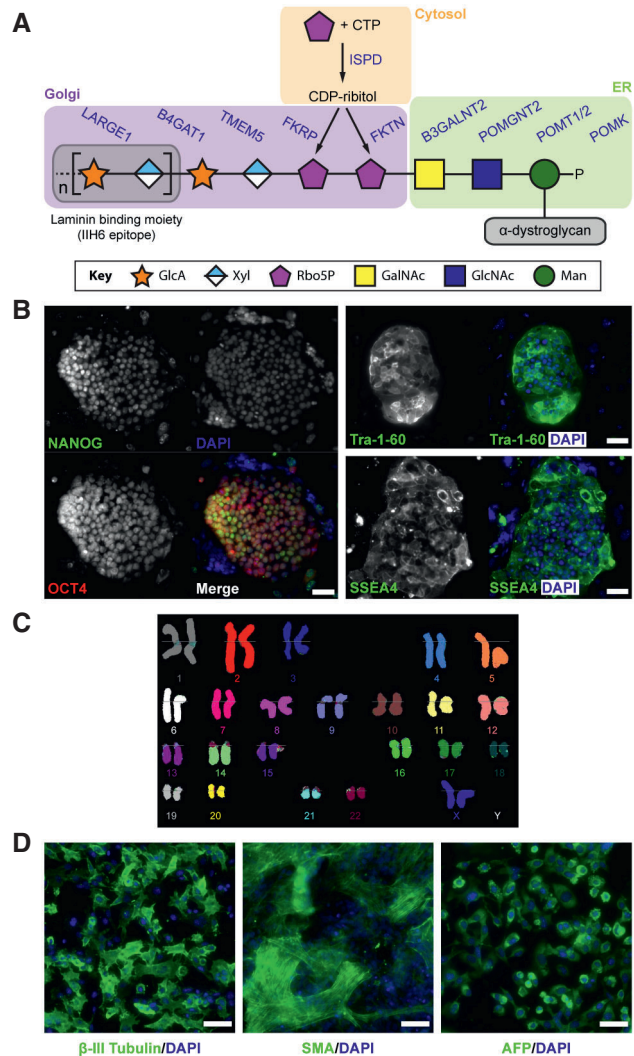 A
Cytosol
+ CTP
ISPD
CDP-ribitol
Golgi
ER
LARGE1
B4GAT1
TMEM5
FKRP
FKTN
B3GALNT2
POMGNT2
POMT1/2
POMK
n
P
Laminin binding moiety
(IIH6 epitope)
α-dystroglycan
Key GlcA Xyl Rbo5P GalNAc GlcNAc Man
B
NANOG DAPI
Tra-1-60 Tra-1-60 DAPI
OCT4 Merge
SSEA4 SSEA4 DAPI
C
1 2 3 4 5
6 7 8 9 10 11 12
13 14 15 16 17 18
19 20 21 22 X Y
D
β-III Tubulin/DAPI SMA/DAPI AFP/DAPI